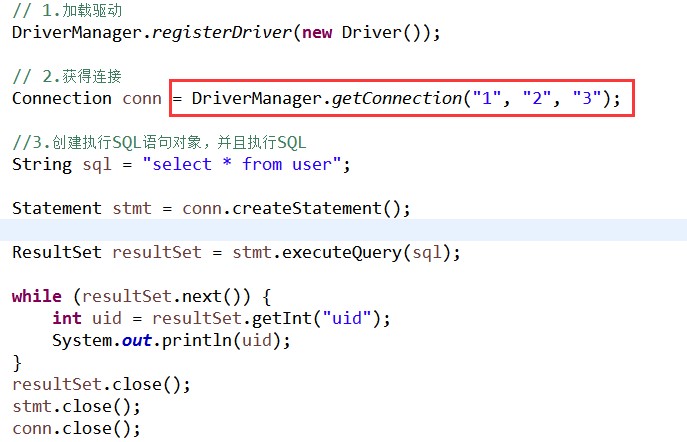 // 1.加载驱动
DriverManager.registerDriver(new Driver());
// 2.获得连接
Connection conn = DriverManager.getConnection("1", "2", "3");
//3.创建执行SQL语句对象，并且执行SQL
String sql = "select * from user";
Statement stmt = conn.createStatement();
ResultSet resultSet = stmt.executeQuery(sql);
while (resultSet.next()) {
    int uid = resultSet.getInt("uid");
    System.out.println(uid);
}
resultSet.close();
stmt.close();
conn.close();